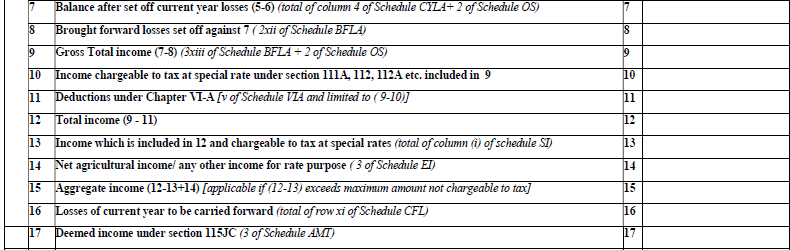 7 Balance after set off current year losses (5-6) (total of column 4 of Schedule CYLA+ 2 of Schedule OS) 7
8 Brought forward losses set off against 7 ( 2xii of Schedule BFLA) 8
9 Gross Total income (7-8) (3xiii of Schedule BFLA + 2 of Schedule OS) 9
10 Income chargeable to tax at special rate under section 111A, 112, 112A etc. included in 9 10
11 Deductions under Chapter VI-A [v of Schedule VIA and limited to ( 9-10)] 11
12 Total income (9 - 11) 12
13 Income which is included in 12 and chargeable to tax at special rates (total of column (i) of schedule SI) 13
14 Net agricultural income/ any other income for rate purpose ( 3 of Schedule EI) 14
15 Aggregate income (12-13+14) [applicable if (12-13) exceeds maximum amount not chargeable to tax] 15
16 Losses of current year to be carried forward (total of row xi of Schedule CFL) 16
17 Deemed income under section 115JC (3 of Schedule AMT) 17